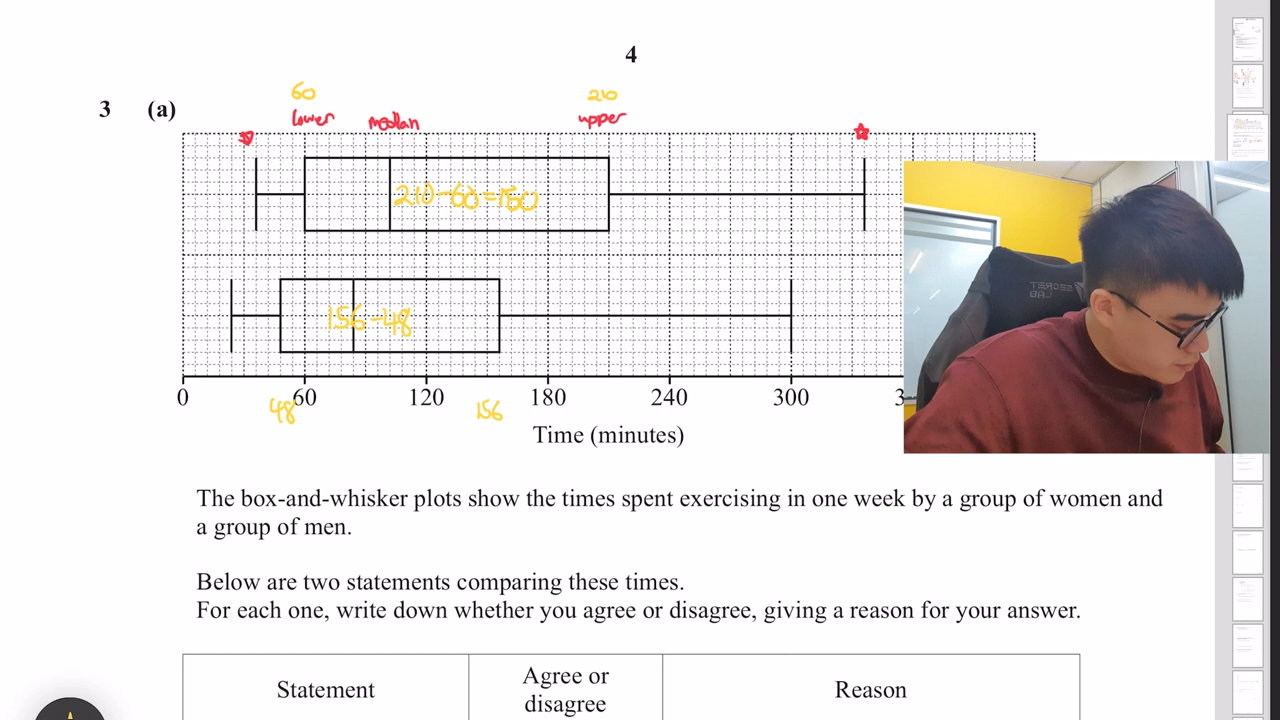 4
3 (a)
60
210
lower
median
upper
210-60=150
156-48
0 60 120 180 240 300
48
156
Time (minutes)
The box-and-whisker plots show the times spent exercising in one week by a group of women and
a group of men.
Below are two statements comparing these times.
For each one, write down whether you agree or disagree, giving a reason for your answer.
Statement
Agree or
disagree
Reason